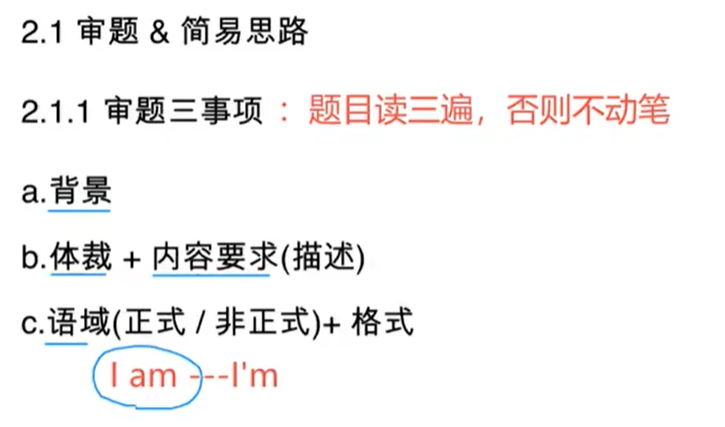 2.1 审题 & 简易思路
2.1.1 审题三事项 ：题目读三遍，否则不动笔
a.背景
b.体裁 + 内容要求(描述)
c.语域(正式 / 非正式)+ 格式
I am ---I'm